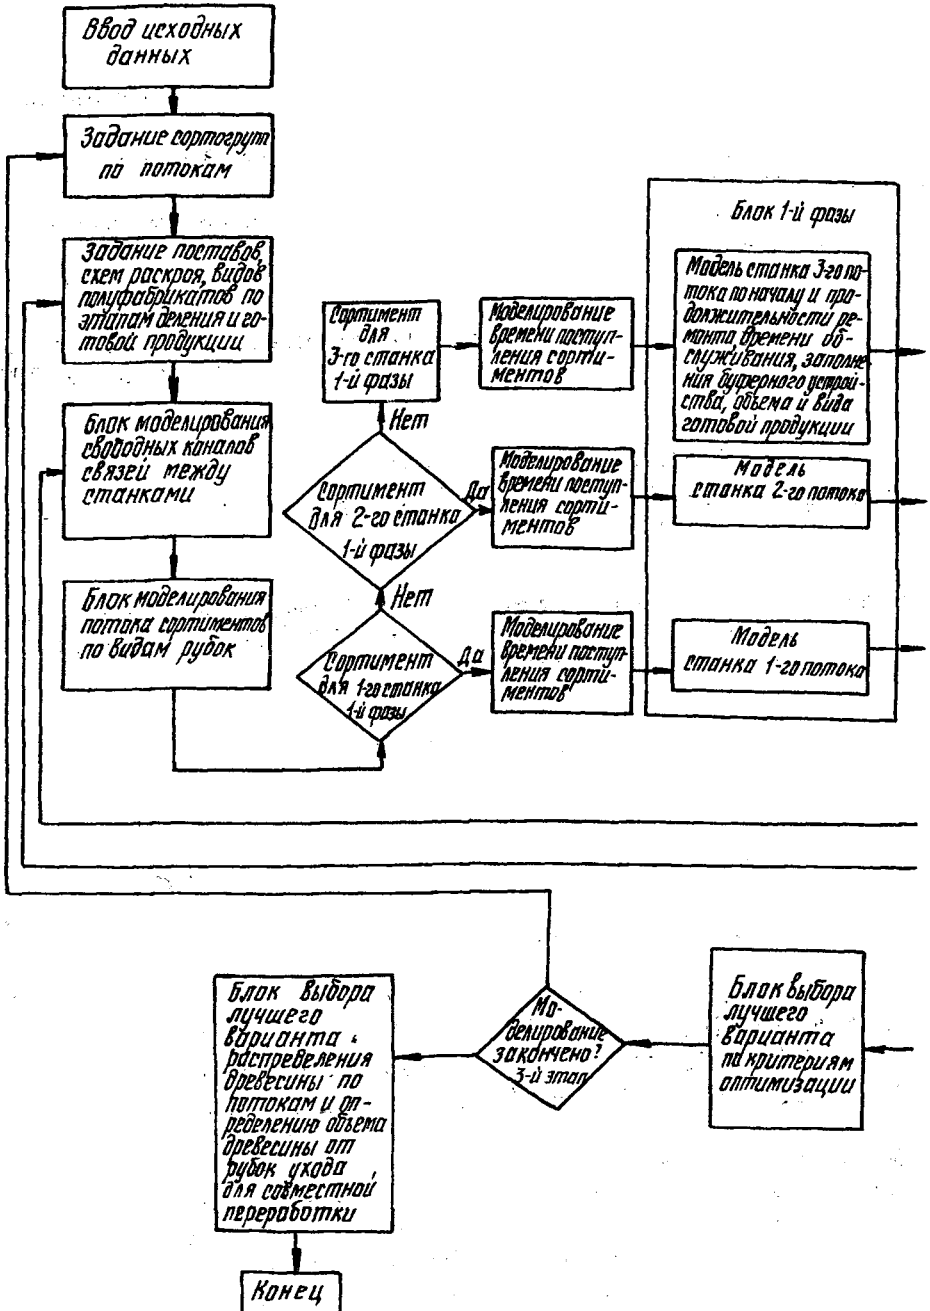 Ввод исходных
данных
Задание сортогрупп
по потокам
Задание поставов,
схем раскроя, видов
полуфабрикатов по
этапам деления и го-
товой продукции
Блок моделирования
свободных каналов
связей между
станками
Блок моделирования
потока сортиментов
по видам рубок
Сортимент
для
3-го станка
1-й фазы
Нет
Сортимент
для 2-го станка
1-й фазы
Да
Нет
Сортимент
для 1-го станка
1-й фазы
Да
Моделирование
времени поступ-
ления сорти-
ментов
Моделирование
времени поступ-
ления сорти-
ментов
Моделирование
времени поступ-
ления сорти-
ментов
Блок 1-й фазы
Модель станка 3-го по-
тока по началу и про-
должительности ре-
монта, времени об-
служивания, заполне-
ния буферного устрой-
ства, объема и вида
готовой продукции
Модель
станка 2-го потока
Модель
станка 1-го потока
Блок выбора
лучшего
варианта
распределения
древесины по
потокам и оп-
ределению объема
древесины от
рубок ухода
для совместной
переработки
Мо-
делирование
закончено?
3-й этап
Блок выбора
лучшего
варианта
по критериям
оптимизации
Конец